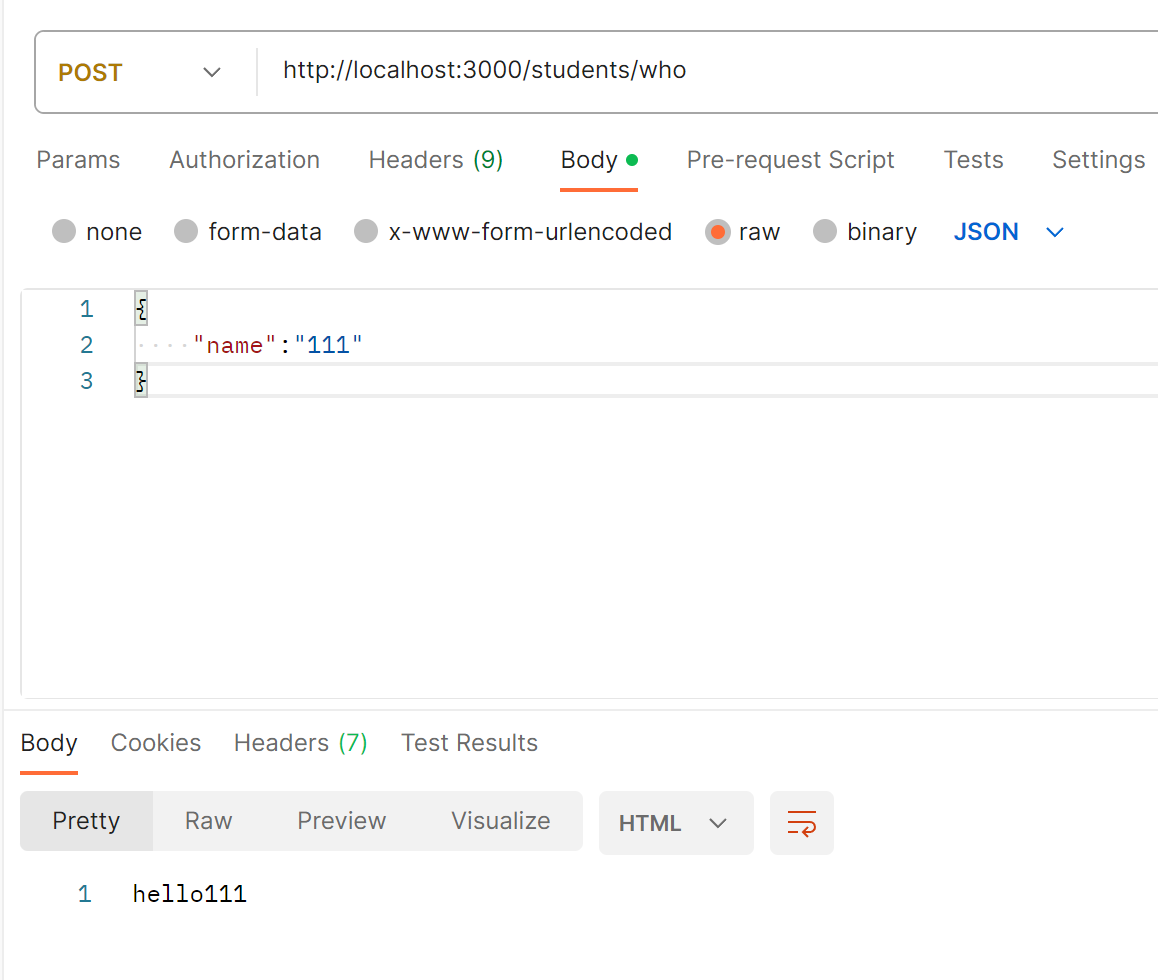 POST http://localhost:3000/students/who
Params Authorization Headers (9) Body Pre-request Script Tests Settings
none form-data x-www-form-urlencoded raw binary JSON
1 {
2 "name":"111"
3 }
Body Cookies Headers (7) Test Results
Pretty Raw Preview Visualize HTML
1 hello111